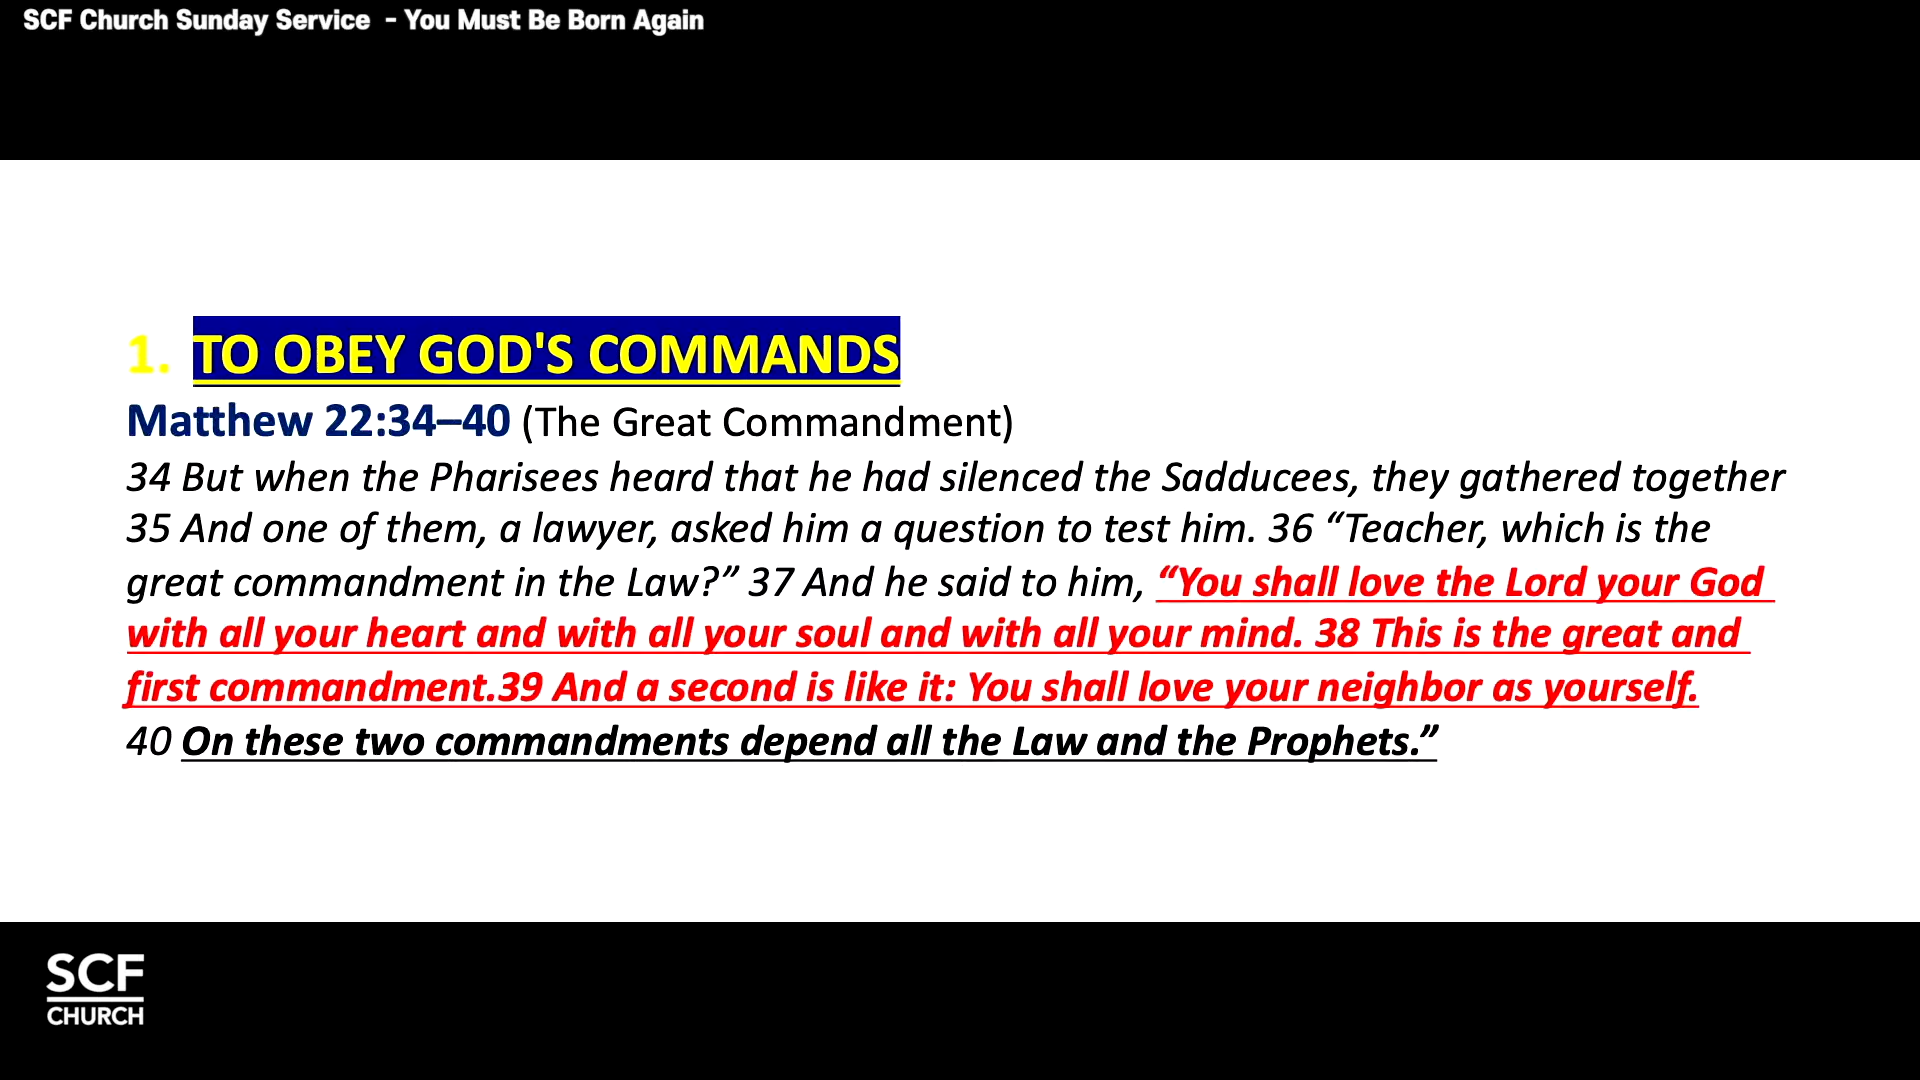 SCF Church Sunday Service - You Must Be Born Again
1. TO OBEY GOD'S COMMANDS
Matthew 22:34–40 (The Great Commandment)
34 But when the Pharisees heard that he had silenced the Sadducees, they gathered together
35 And one of them, a lawyer, asked him a question to test him. 36 “Teacher, which is the
great commandment in the Law?” 37 And he said to him, “You shall love the Lord your God
with all your heart and with all your soul and with all your mind. 38 This is the great and
first commandment.39 And a second is like it: You shall love your neighbor as yourself.
40 On these two commandments depend all the Law and the Prophets.”
SCF
CHURCH